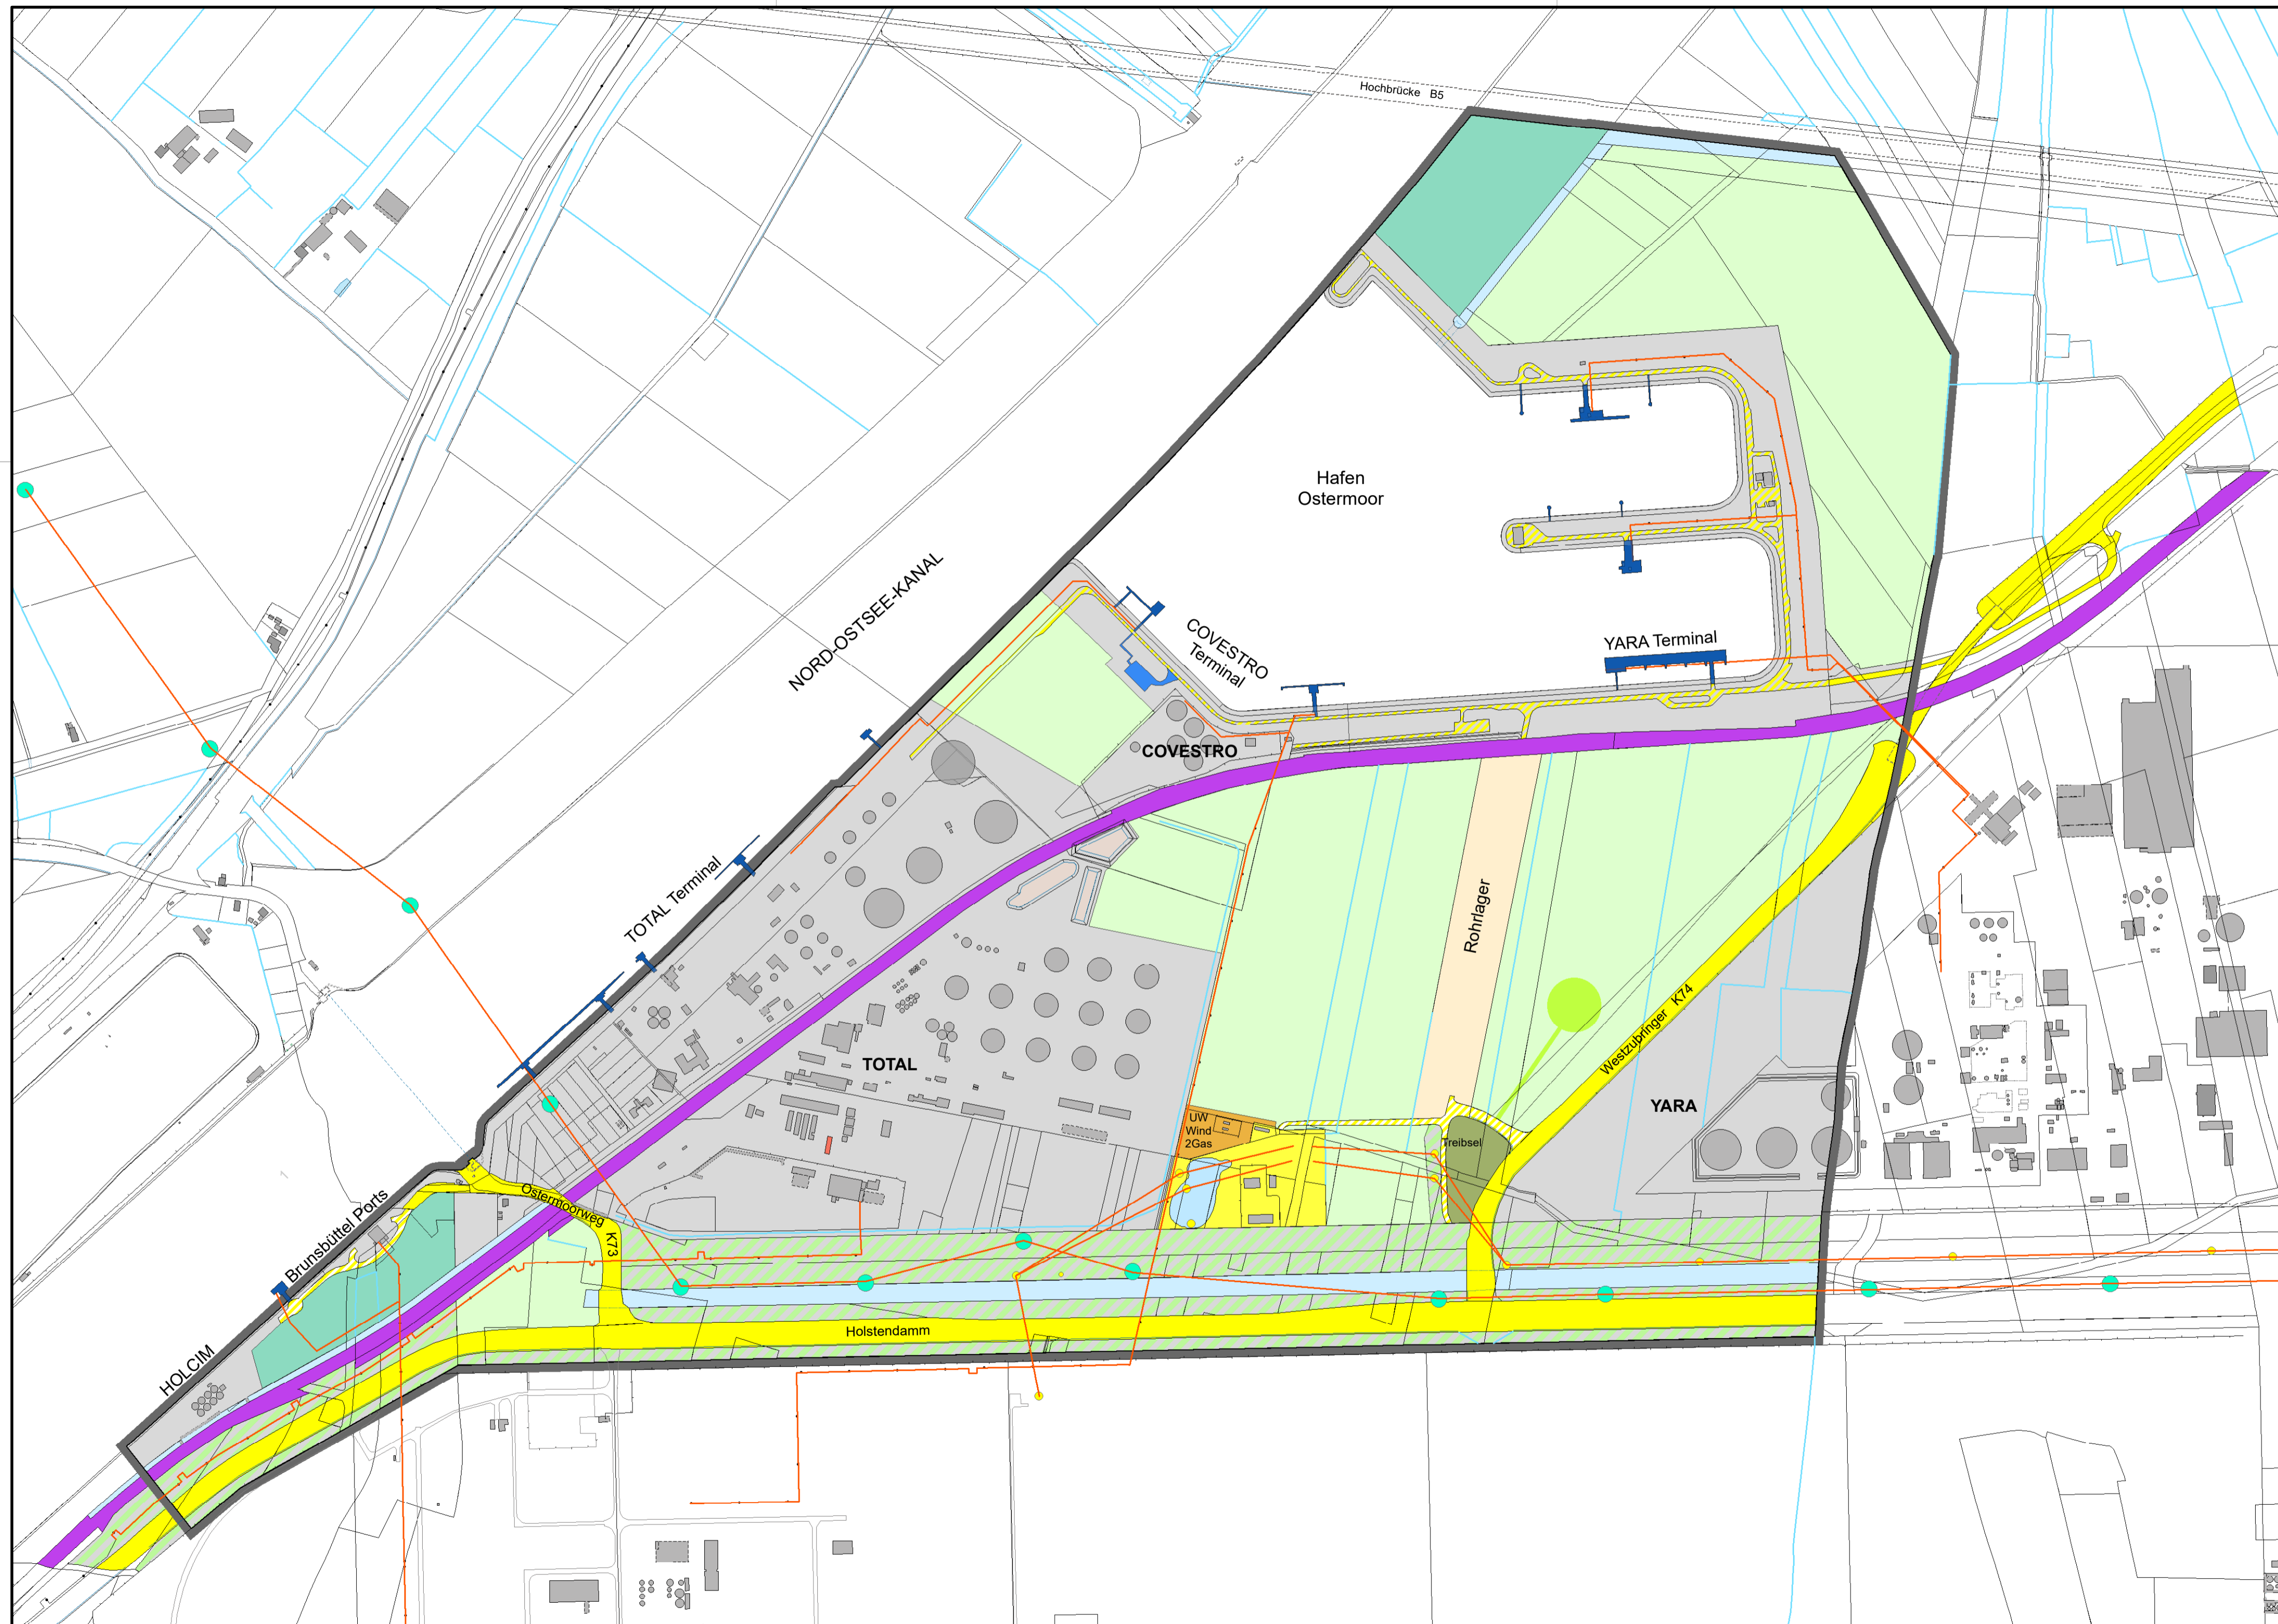 Hochbrücke B5
Hafen
Ostermoor
NORD-OSTSEE-KANAL
COVESTRO
Terminal
YARA Terminal
COVESTRO
TOTAL Terminal
Rohrlager
Westzubringer K74
TOTAL
YARA
UW
Wind
2Gas
Treibsel
Ostermoorweg
K73
Brunsbüttel Ports
Holstendamm
HOLCIM